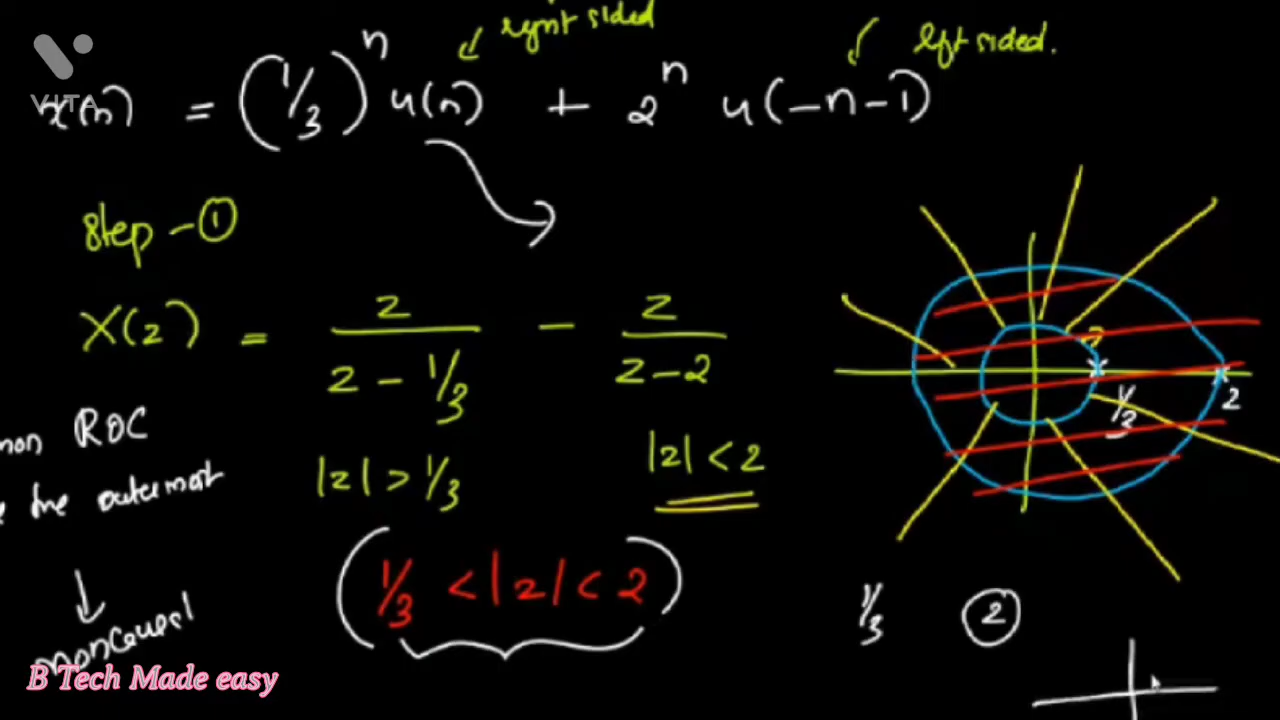 right sided
left sided.
VITA
x(n) = (1/3)^n u(n) + 2^n u(-n-1)
Step - ①
X(z) = z/(z - 1/3) - z/(z-2)
ROC
|z| > 1/3
|z| < 2
the outermost
1/3
2
(1/3 < |z| < 2)
1/3 ②
noncausal
B Tech Made easy